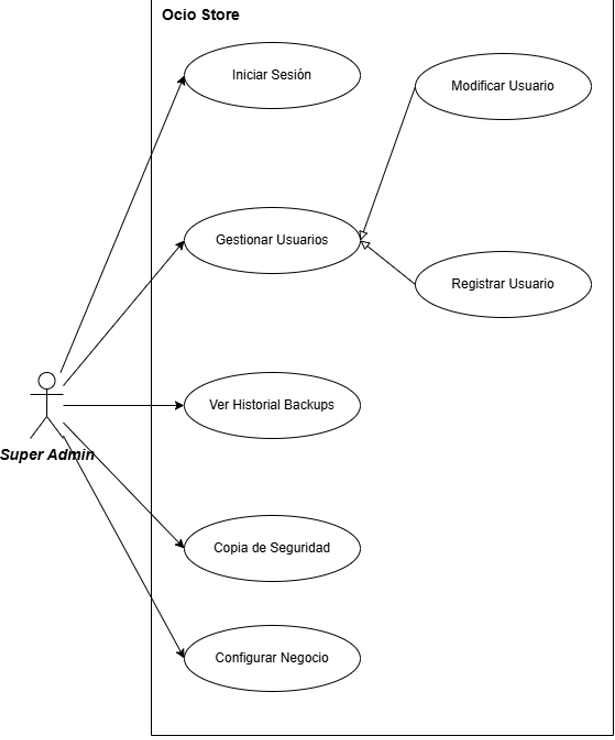 Ocio Store
Iniciar Sesión
Modificar Usuario
Gestionar Usuarios
Registrar Usuario
Ver Historial Backups
Super Admin
Copia de Seguridad
Configurar Negocio